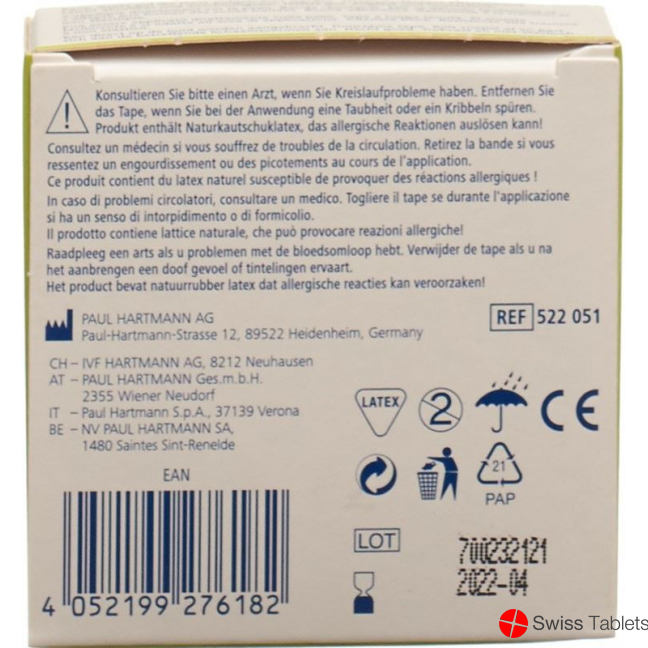 Konsultieren Sie bitte einen Arzt, wenn Sie Kreislaufprobleme haben. Entfernen Sie
das Tape, wenn Sie bei der Anwendung eine Taubheit oder ein Kribbeln spüren.
Produkt enthält Naturkautschuklatex, das allergische Reaktionen auslösen kann!
Consultez un médecin si vous souffrez de troubles de la circulation. Retirez la bande si vous
ressentez un engourdissement ou des picotements au cours de l'application.
Ce produit contient du latex naturel susceptible de provoquer des réactions allergiques !
In caso di problemi circolatori, consultare un medico. Togliere il tape se durante l'applicazione
si ha un senso di intorpidimento o di formicolio.
Il prodotto contiene lattice naturale, che può provocare reazioni allergiche!
Raadpleeg een arts als u problemen met de bloedsomloop hebt. Verwijder de tape als u na
het aanbrengen een doof gevoel of tintelingen ervaart.
Het product bevat natuurrubber latex dat allergische reacties kan veroorzaken!
PAUL HARTMANN AG
Paul-Hartmann-Strasse 12, 89522 Heidenheim, Germany
REF 522 051
CH – IVF HARTMANN AG, 8212 Neuhausen
AT – PAUL HARTMANN Ges.m.b.H.
2355 Wiener Neudorf
IT – Paul Hartmann S.p.A., 37139 Verona
BE – NV PAUL HARTMANN SA,
1480 Saintes Sint-Renelde
LATEX
2
CE
21
PAP
EAN
4 052199 276182
LOT
700232121
2022-04
Swiss Tablets